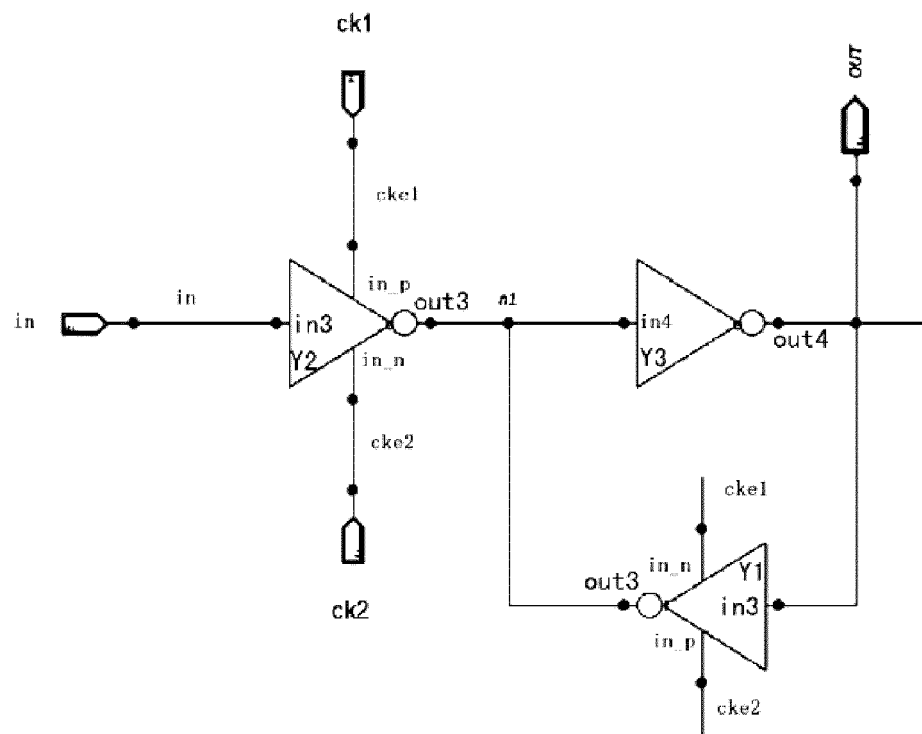 ck1
OUT
cke1
in_p
in
in
in3
out3
n1
in4
out4
Y2
in_n
Y3
cke2
cke1
ck2
in_n
Y1
out3
in3
in_p
cke2